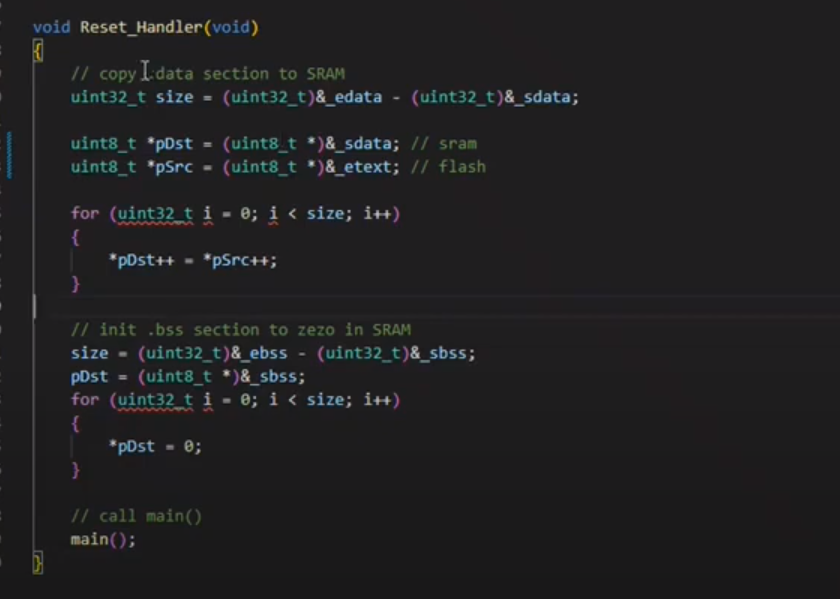 void Reset_Handler(void)
{
// copy .data section to SRAM
uint32_t size = (uint32_t)&_edata - (uint32_t)&_sdata;
uint8_t *pDst = (uint8_t *)&_sdata; // sram
uint8_t *pSrc = (uint8_t *)&_etext; // flash
for (uint32_t i = 0; i < size; i++)
{
*pDst++ = *pSrc++;
}
// init .bss section to zezo in SRAM
size = (uint32_t)&_ebss - (uint32_t)&_sbss;
pDst = (uint8_t *)&_sbss;
for (uint32_t i = 0; i < size; i++)
{
*pDst = 0;
}
// call main()
main();
}